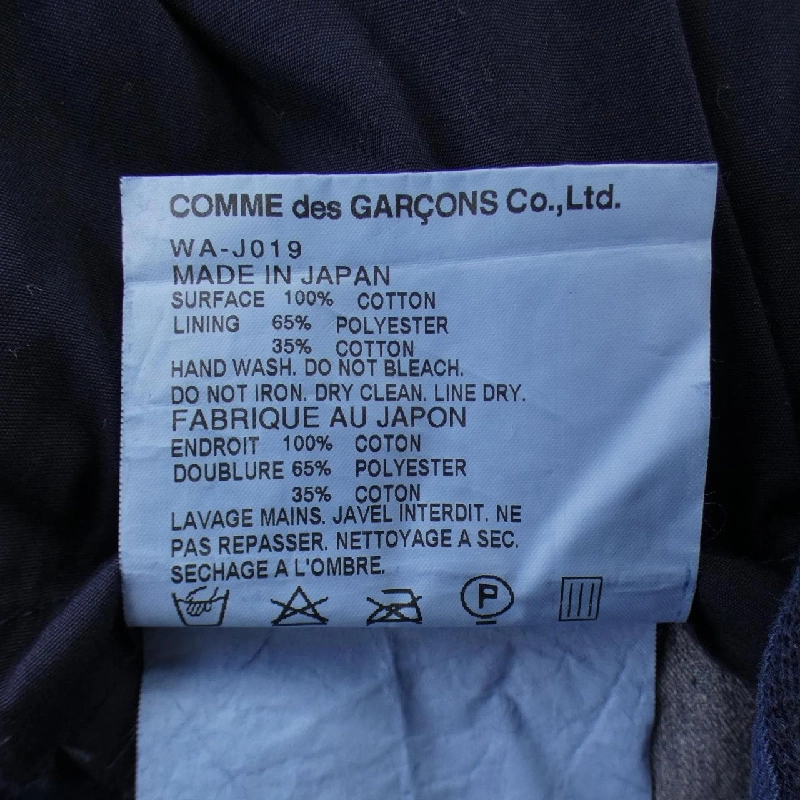 COMME des GARÇONS Co.,Ltd.
WA-J019
MADE IN JAPAN
SURFACE 100% COTTON
LINING 65% POLYESTER
35% COTTON
HAND WASH. DO NOT BLEACH.
DO NOT IRON. DRY CLEAN. LINE DRY.
FABRIQUE AU JAPON
ENDROIT 100% COTON
DOUBLURE 65% POLYESTER
35% COTON
LAVAGE MAINS. JAVEL INTERDIT. NE
PAS REPASSER. NETTOYAGE A SEC.
SECHAGE A L'OMBRE.
P